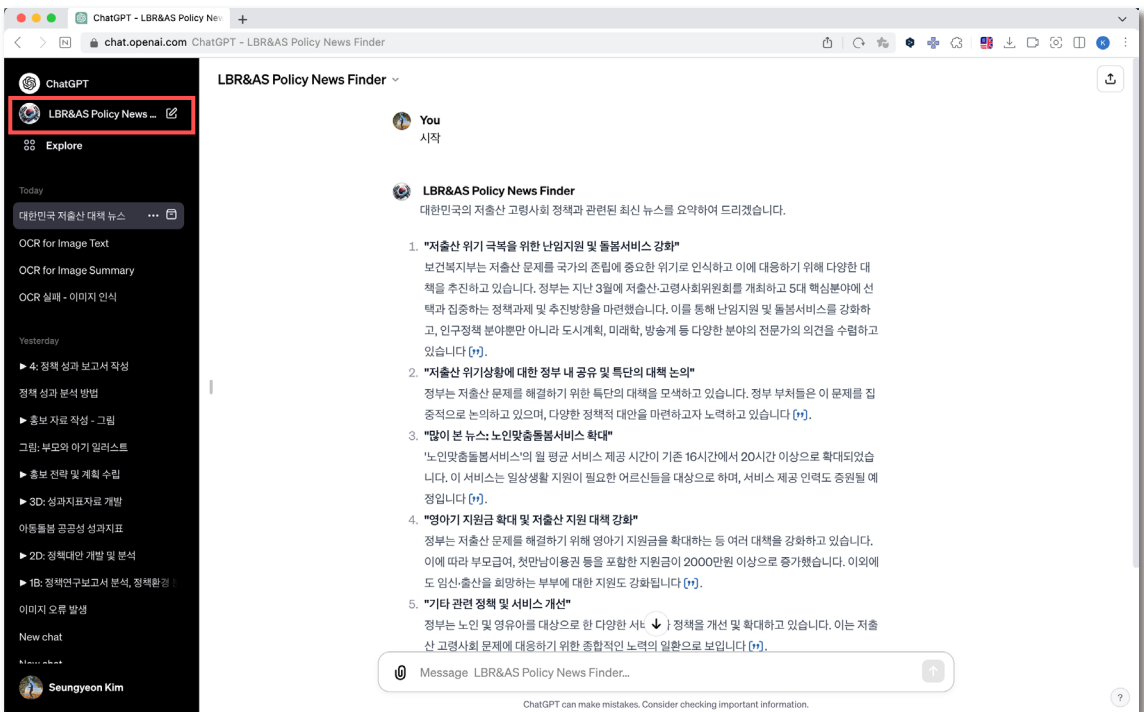 ChatGPT - LBR&AS Policy New
chat.openai.com ChatGPT - LBR&AS Policy News Finder
ChatGPT
LBR&AS Policy News ...
Explore
Today
대한민국 저출산 대책 뉴스
OCR for Image Text
OCR for Image Summary
OCR 실패 - 이미지 인식
Yesterday
► 4: 정책 성과 보고서 작성
정책 성과 분석 방법
► 홍보 자료 작성 - 그림
그림: 부모와 아기 일러스트
► 홍보 전략 및 계획 수립
► 3D: 성과지표자료 개발
아동돌봄 공공성 성과지표
► 2D: 정책대안 개발 및 분석
► 1B: 정책연구보고서 분석, 정책환경
이미지 오류 발생
New chat
New chat
Seungyeon Kim
LBR&AS Policy News Finder
You
시작
LBR&AS Policy News Finder
대한민국의 저출산 고령사회 정책과 관련된 최신 뉴스를 요약하여 드리겠습니다.
1. "저출산 위기 극복을 위한 난임지원 및 돌봄서비스 강화"
보건복지부는 저출산 문제를 국가의 존립에 중요한 위기로 인식하고 이에 대응하기 위해 다양한 대
책을 추진하고 있습니다. 정부는 지난 3월에 저출산·고령사회위원회를 개최하고 5대 핵심분야에 선
택과 집중하는 정책과제 및 추진방향을 마련했습니다. 이를 통해 난임지원 및 돌봄서비스를 강화하
고, 인구정책 분야뿐만 아니라 도시계획, 미래학, 방송계 등 다양한 분야의 전문가의 의견을 수렴하고
있습니다 [”].
2. "저출산 위기상황에 대한 정부 내 공유 및 특단의 대책 논의"
정부는 저출산 문제를 해결하기 위한 특단의 대책을 모색하고 있습니다. 정부 부처들은 이 문제를 집
중적으로 논의하고 있으며, 다양한 정책적 대안을 마련하고자 노력하고 있습니다 [”].
3. "많이 본 뉴스: 노인맞춤돌봄서비스 확대"
'노인맞춤돌봄서비스'의 월 평균 서비스 제공 시간이 기존 16시간에서 20시간 이상으로 확대되었습
니다. 이 서비스는 일상생활 지원이 필요한 어르신들을 대상으로 하며, 서비스 제공 인력도 증원될 예
정입니다 [”].
4. "영아기 지원금 확대 및 저출산 지원 대책 강화"
정부는 저출산 문제를 해결하기 위해 영아기 지원금을 확대하는 등 여러 대책을 강화하고 있습니다.
이에 따라 부모급여, 첫만남이용권 등을 포함한 지원금이 2000만원 이상으로 증가했습니다. 이외에
도 임신·출산을 희망하는 부부에 대한 지원도 강화됩니다 [”].
5. "기타 관련 정책 및 서비스 개선"
정부는 노인 및 영유아를 대상으로 한 다양한 정책을 개선 및 확대하고 있습니다. 이는 저출
산 고령사회 문제에 대응하기 위한 종합적인 노력의 일환으로 보입니다 [”].
Message LBR&AS Policy News Finder...
ChatGPT can make mistakes. Consider checking important information.
?